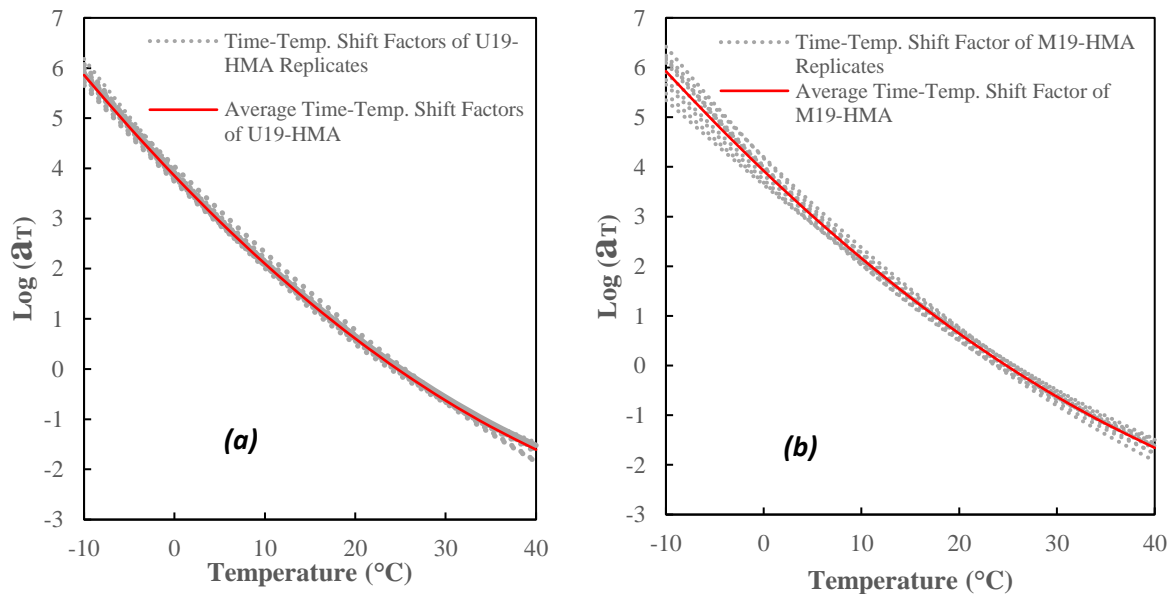 7
6
5
4
3
2
1
0
-1
-2
-3
Log (aT)
Time-Temp. Shift Factors of U19-
HMA Replicates
Average Time-Temp. Shift Factors
of U19-HMA
(a)
-10 0 10 20 30 40
Temperature (°C)
7
6
5
4
3
2
1
0
-1
-2
-3
Log (aT)
Time-Temp. Shift Factor of M19-HMA
Replicates
Average Time-Temp. Shift Factor of
M19-HMA
(b)
-10 0 10 20 30 40
Temperature (°C)